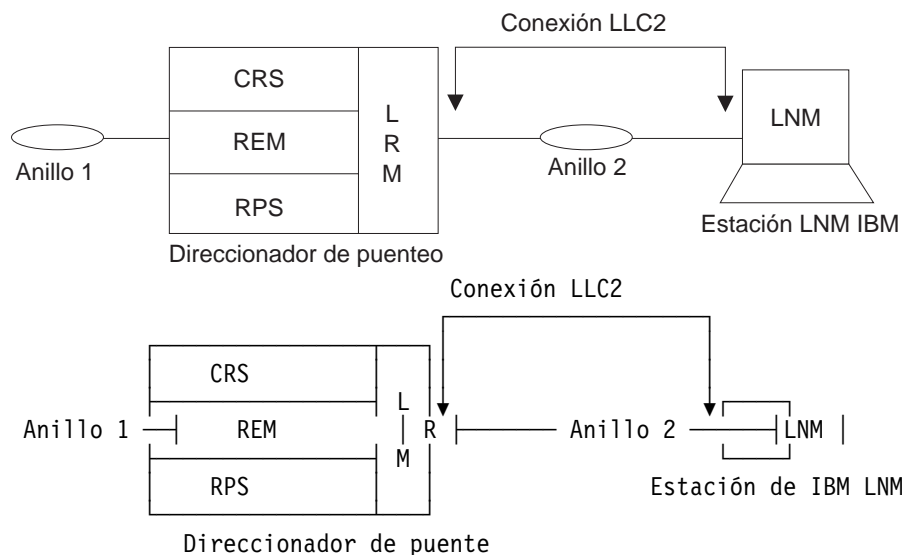 Conexión LLC2
CRS
REM
RPS
L
R
M
LNM
Anillo 1
Anillo 2
Estación LNM IBM
Direccionador de puenteo
Conexión LLC2
CRS
L
Anillo 1 REM R Anillo 2 LNM
M
RPS
Estación de IBM LNM
Direccionador de puente